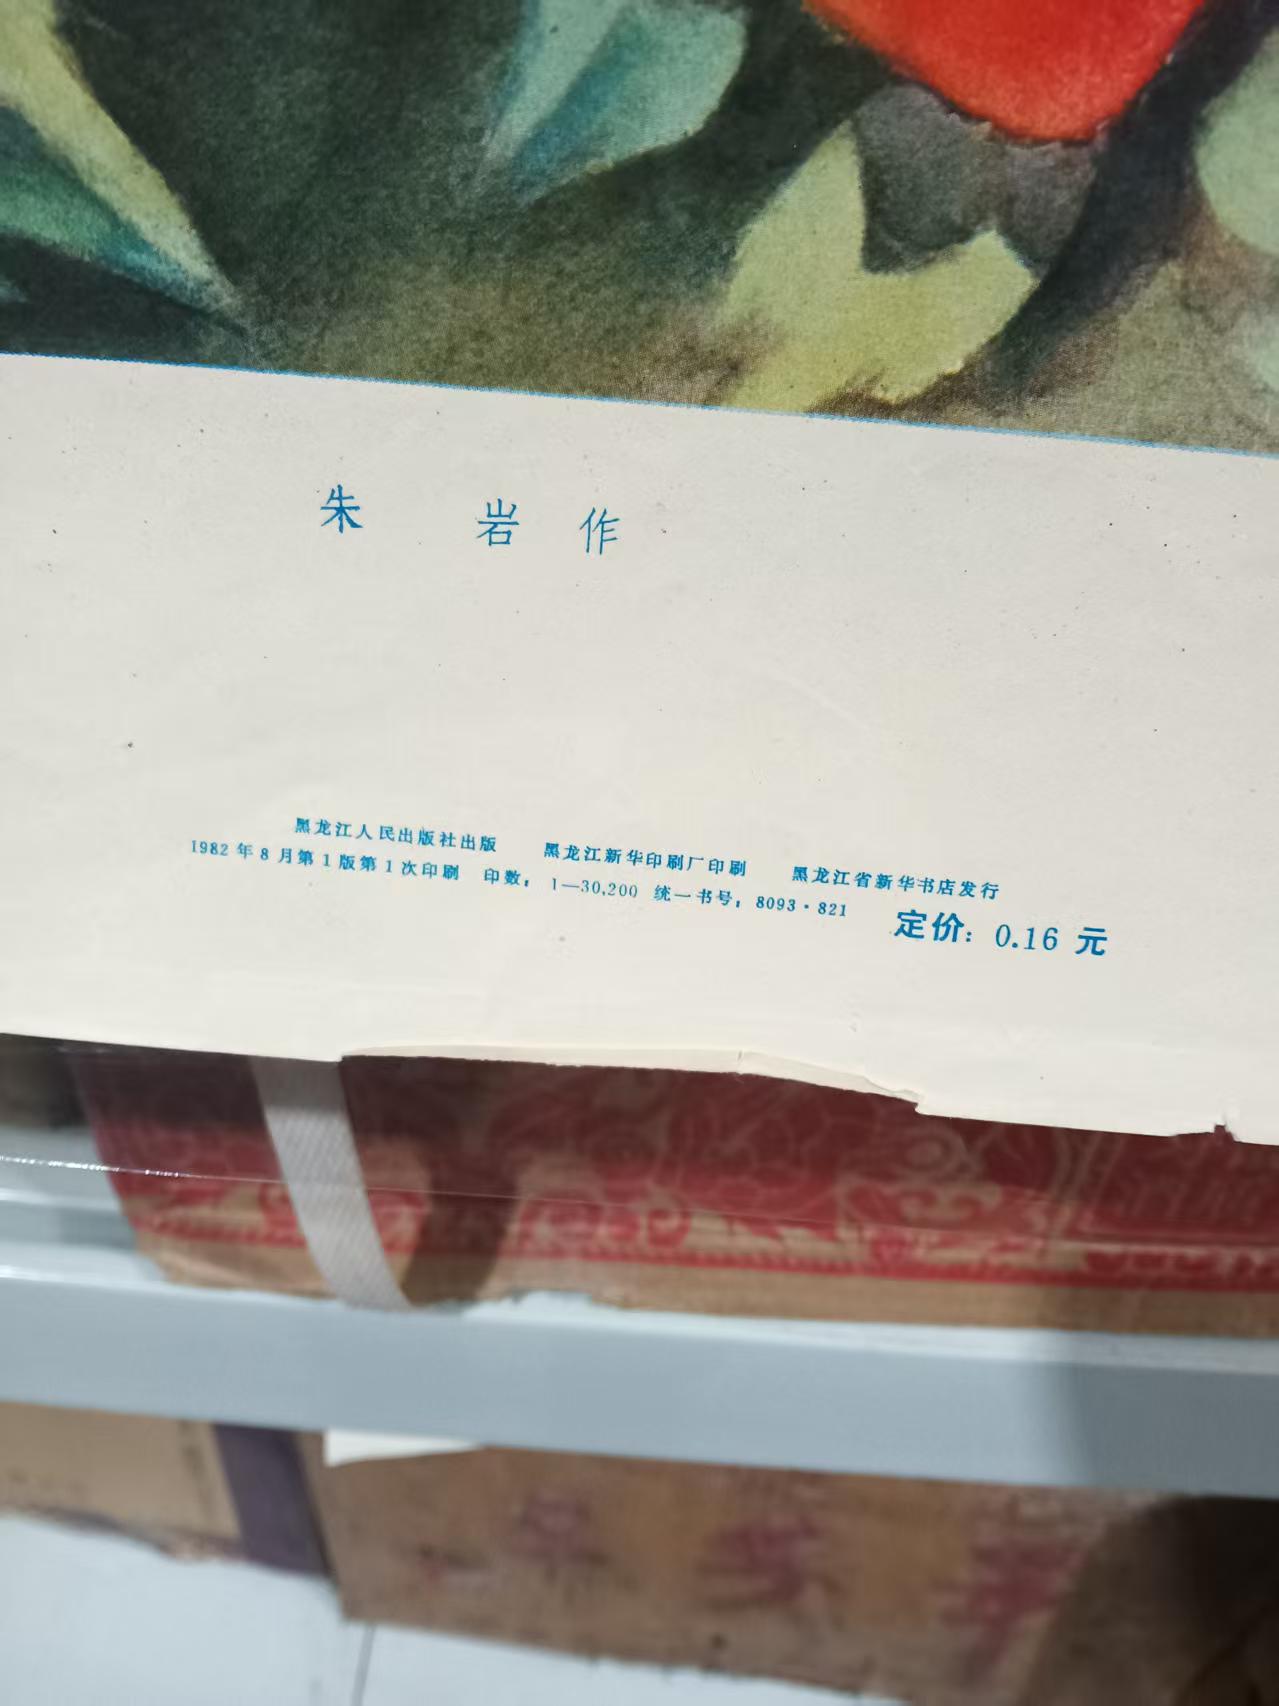 朱 岩 作
黑龙江人民出版社出版 黑龙江新华印刷厂印刷 黑龙江省新华书店发行
1982年8月第1版第1次印刷 印数：1—30,200 统一书号：8093·821
定价：0.16元